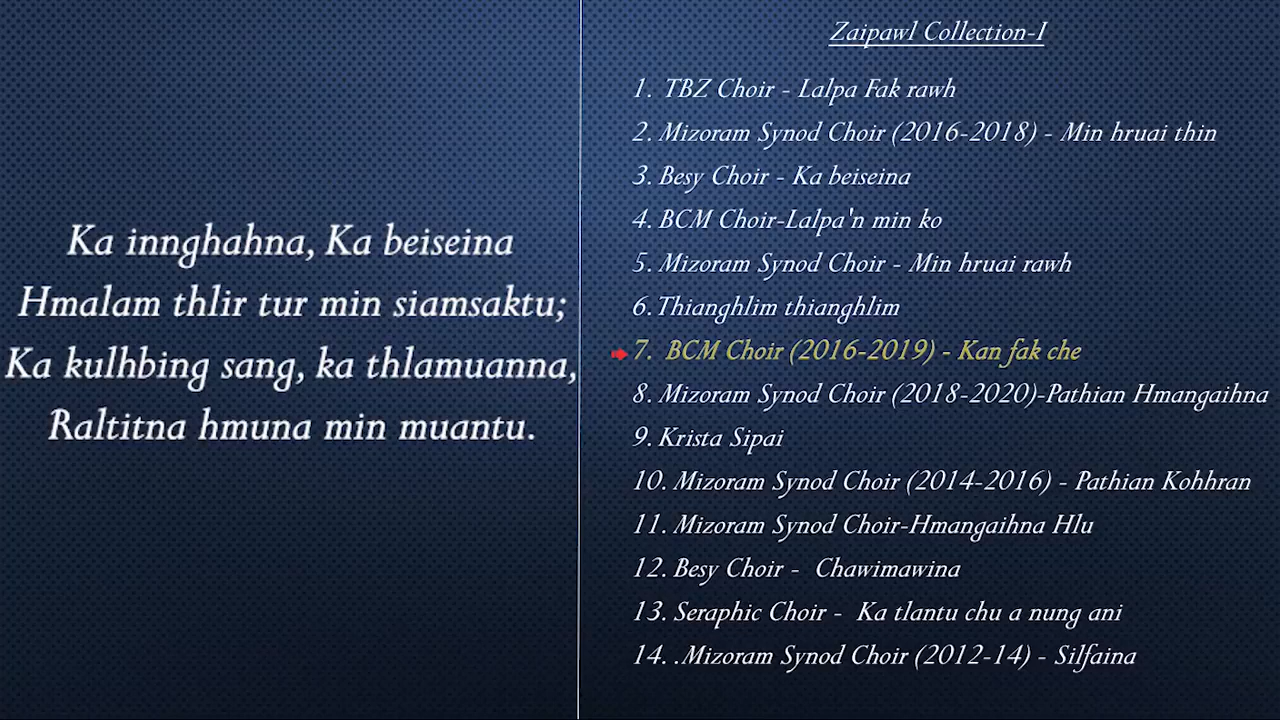 Ka innghahna, Ka beiseina
Hmalam thlir tur min siamsaktu;
Ka kulhbing sang, ka thlamuanna,
Raltitna hmuna min muantu.
Zaipawl Collection-I
1. TBZ Choir - Lalpa Fak rawh
2. Mizoram Synod Choir (2016-2018) - Min hruai thin
3. Besy Choir - Ka beiseina
4. BCM Choir-Lalpa'n min ko
5. Mizoram Synod Choir - Min hruai rawh
6. Thianghlim thianghlim
7. BCM Choir (2016-2019) - Kan fak che
8. Mizoram Synod Choir (2018-2020)-Pathian Hmangaihna
9. Krista Sipai
10. Mizoram Synod Choir (2014-2016) - Pathian Kohhran
11. Mizoram Synod Choir-Hmangaihna Hlu
12. Besy Choir - Chawimawina
13. Seraphic Choir - Ka tlantu chu a nung ani
14. .Mizoram Synod Choir (2012-14) - Silfaina